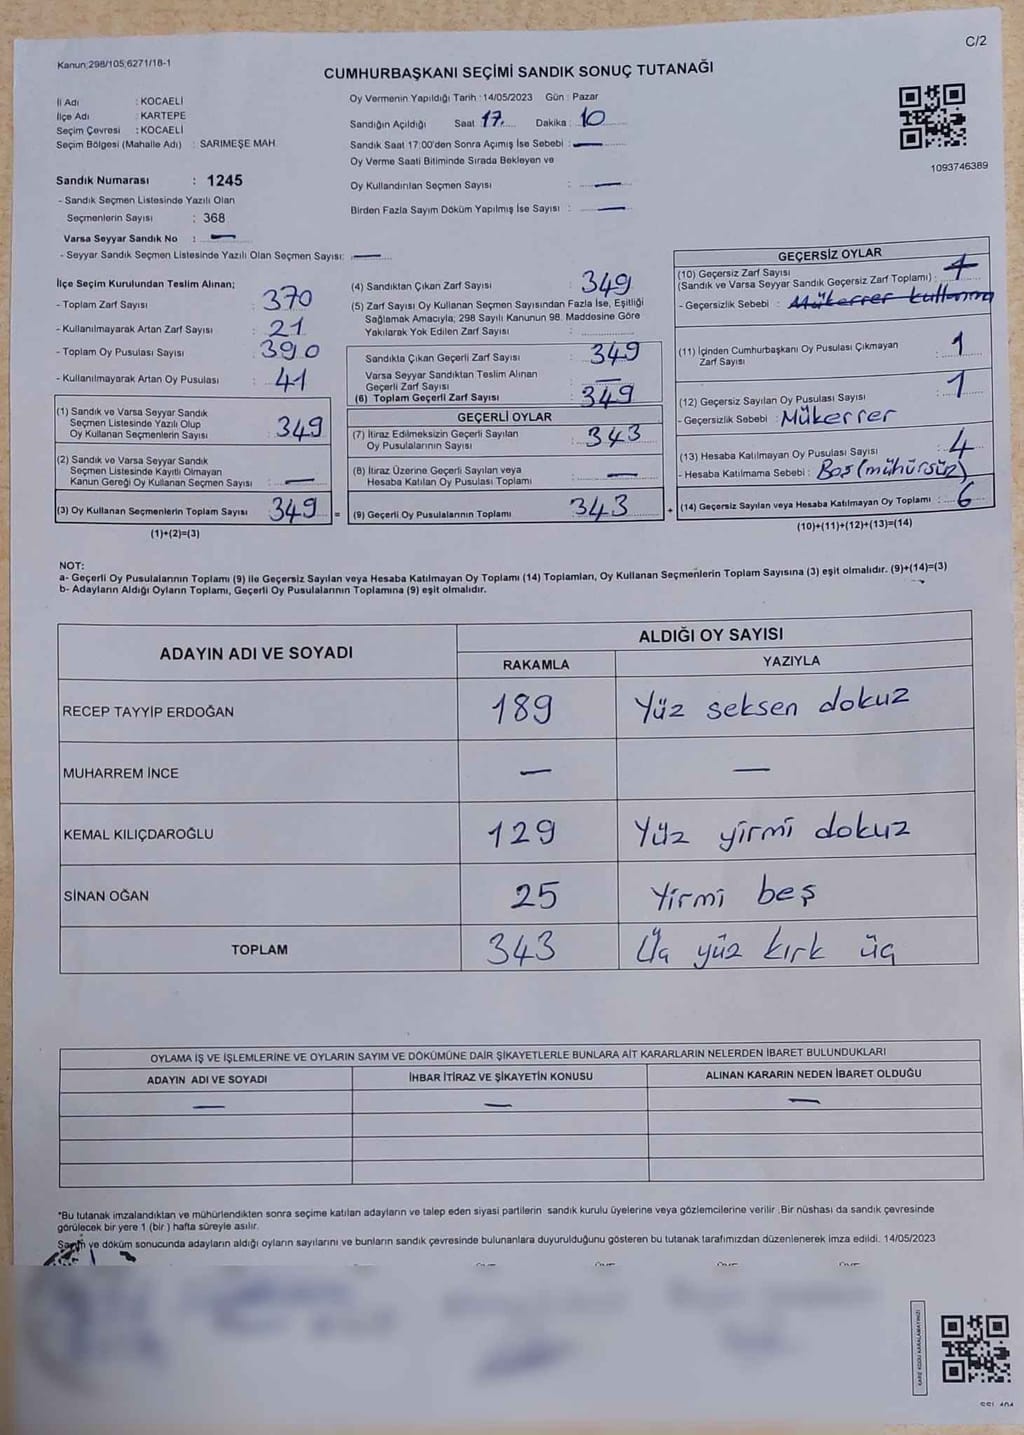 Kanun;298/105;6271/18-1
C/2
CUMHURBAŞKANI SEÇİMİ SANDIK SONUÇ TUTANAĞI
İl Adı : KOCAELİ
İlçe Adı : KARTEPE
Seçim Çevresi : KOCAELİ
Seçim Bölgesi (Mahalle Adı) : SARIMEŞE MAH.
Sandık Numarası : 1245
- Sandık Seçmen Listesinde Yazılı Olan
Seçmenlerin Sayısı : 368
Varsa Seyyar Sandık No : —
- Seyyar Sandık Seçmen Listesinde Yazılı Olan Seçmen Sayısı: —
Oy Vermenin Yapıldığı Tarih :14/05/2023 Gün : Pazar
Sandığın Açıldığı Saat 17 Dakika : 10
Sandık Saat 17:00'den Sonra Açımış İse Sebebi : —
Oy Verme Saati Bitiminde Sırada Bekleyen ve
Oy Kullandırılan Seçmen Sayısı : —
Birden Fazla Sayım Döküm Yapılmış İse Sayısı : —
1093746389
İlçe Seçim Kurulundan Teslim Alınan;
- Toplam Zarf Sayısı : 370
- Kullanılmayarak Artan Zarf Sayısı : 21
- Toplam Oy Pusulası Sayısı : 390
- Kullanılmayarak Artan Oy Pusulası : 41
(1) Sandık ve Varsa Seyyar Sandık
Seçmen Listesinde Yazılı Olup
Oy Kullanan Seçmenlerin Sayısı : 349
(2) Sandık ve Varsa Seyyar Sandık
Seçmen Listesinde Kayıtlı Olmayan
Kanun Gereği Oy Kullanan Seçmen Sayısı : —
(3) Oy Kullanan Seçmenlerin Toplam Sayısı 349 =
(1)+(2)=(3)
(4) Sandıktan Çıkan Zarf Sayısı : 349
(5) Zarf Sayısı Oy Kullanan Seçmen Sayısından Fazla İse, Eşitliği
Sağlamak Amacıyla; 298 Sayılı Kanunun 98. Maddesine Göre
Yakılarak Yok Edilen Zarf Sayısı :
Sandıkta Çıkan Geçerli Zarf Sayısı : 349
Varsa Seyyar Sandıktan Teslim Alınan
Geçerli Zarf Sayısı : —
(6) Toplam Geçerli Zarf Sayısı : 349
GEÇERLİ OYLAR
(7) İtiraz Edilmeksizin Geçerli Sayılan
Oy Pusulalarının Sayısı : 343
(8) İtiraz Üzerine Geçerli Sayılan veya
Hesaba Katılan Oy Pusulası Toplamı : —
(9) Geçerli Oy Pusulalarının Toplamı 343 +
GEÇERSİZ OYLAR
(10) Geçersiz Zarf Sayısı
(Sandık ve Varsa Seyyar Sandık Geçersiz Zarf Toplamı) : 1
- Geçersizlik Sebebi : Mükerrer kullanma
(11) İçinden Cumhurbaşkanı Oy Pusulası Çıkmayan
Zarf Sayısı : 1
(12) Geçersiz Sayılan Oy Pusulası Sayısı : 1
- Geçersizlik Sebebi : Mükerrer
(13) Hesaba Katılmayan Oy Pusulası Sayısı : 4
- Hesaba Katılmama Sebebi : Boş (mühürsüz)
(14) Geçersiz Sayılan veya Hesaba Katılmayan Oy Toplamı : 6
(10)+(11)+(12)+(13)=(14)
NOT:
a- Geçerli Oy Pusulalarının Toplamı (9) ile Geçersiz Sayılan veya Hesaba Katılmayan Oy Toplamı (14) Toplamları, Oy Kullanan Seçmenlerin Toplam Sayısına (3) eşit olmalıdır. (9)+(14)=(3)
b- Adayların Aldığı Oyların Toplamı, Geçerli Oy Pusulalarının Toplamına (9) eşit olmalıdır.
ADAYIN ADI VE SOYADI
ALDIĞI OY SAYISI
RAKAMLA YAZIYLA
RECEP TAYYİP ERDOĞAN 189 Yüz seksen dokuz
MUHARREM İNCE — —
KEMAL KILIÇDAROĞLU 129 Yüz yirmi dokuz
SİNAN OĞAN 25 Yirmi beş
TOPLAM 343 Üç yüz kırk üç
OYLAMA İŞ VE İŞLEMLERİNE VE OYLARIN SAYIM VE DÖKÜMÜNE DAİR ŞİKAYETLERLE BUNLARA AİT KARARLARIN NELERDEN İBARET BULUNDUKLARI
ADAYIN ADI VE SOYADI İHBAR İTİRAZ VE ŞİKAYETİN KONUSU ALINAN KARARIN NEDEN İBARET OLDUĞU
— — —
*Bu tutanak imzalandıktan ve mühürlendikten sonra seçime katılan adayların ve talep eden siyasi partilerin sandık kurulu üyelerine veya gözlemcilerine verilir .Bir nüshası da sandık çevresinde
görülecek bir yere 1 (bir ) hafta süreyle asılır.
Sayım ve döküm sonucunda adayların aldığı oyların sayılarını ve bunların sandık çevresinde bulunanlara duyurulduğunu gösteren bu tutanak tarafımızdan düzenlenerek imza edildi. 14/05/2023
KARE KODU KARALAMAYINIZ!